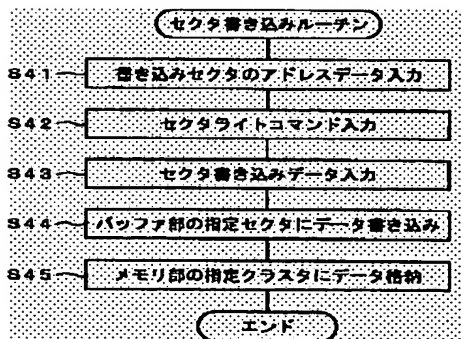 セクタ書き込みルーチン
S41 書き込みセクタのアドレスデータ入力
S42 セクタライトコマンド入力
S43 セクタ書き込みデータ入力
S44 バッファ部の指定セクタにデータ書き込み
S45 メモリ部の指定クラスタにデータ格納
エンド